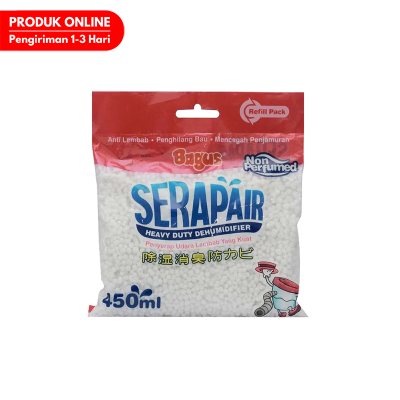 PRODUK ONLINE
Pengiriman 1-3 Hari
Refill Pack
Anti Lembab • Penghilang Bau • Mencegah Penjamuran
Bagus
Non Perfumed
SERAPAIR
HEAVY DUTY DEHUMIDIFIER
Penyerap Udara Lembab Yang Kuat
除湿消臭防カビ
450ml